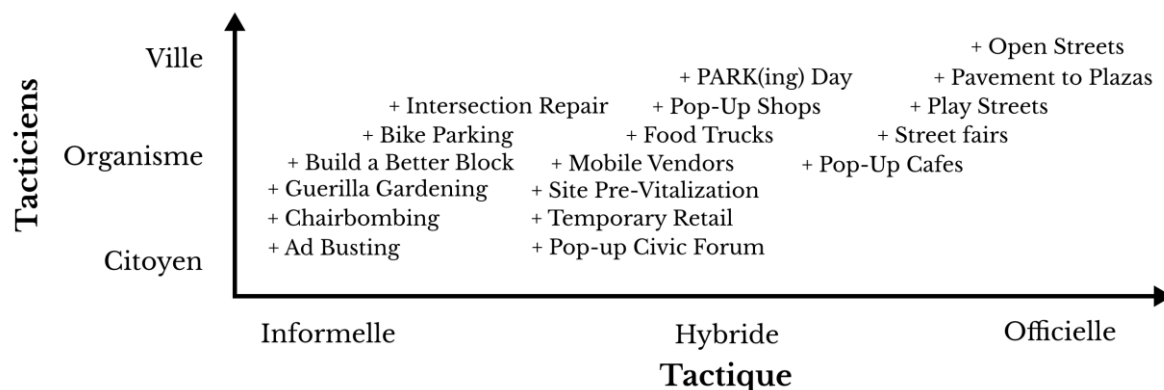 Tacticiens
Ville
Organisme
Citoyen
+ Open Streets
+ PARK(ing) Day
+ Pavement to Plazas
+ Intersection Repair
+ Pop-Up Shops
+ Play Streets
+ Bike Parking
+ Food Trucks
+ Street fairs
+ Build a Better Block
+ Mobile Vendors
+ Pop-Up Cafes
+ Guerilla Gardening
+ Site Pre-Vitalization
+ Chairbombing
+ Temporary Retail
+ Ad Busting
+ Pop-up Civic Forum
Informelle
Hybride
Officielle
Tactique